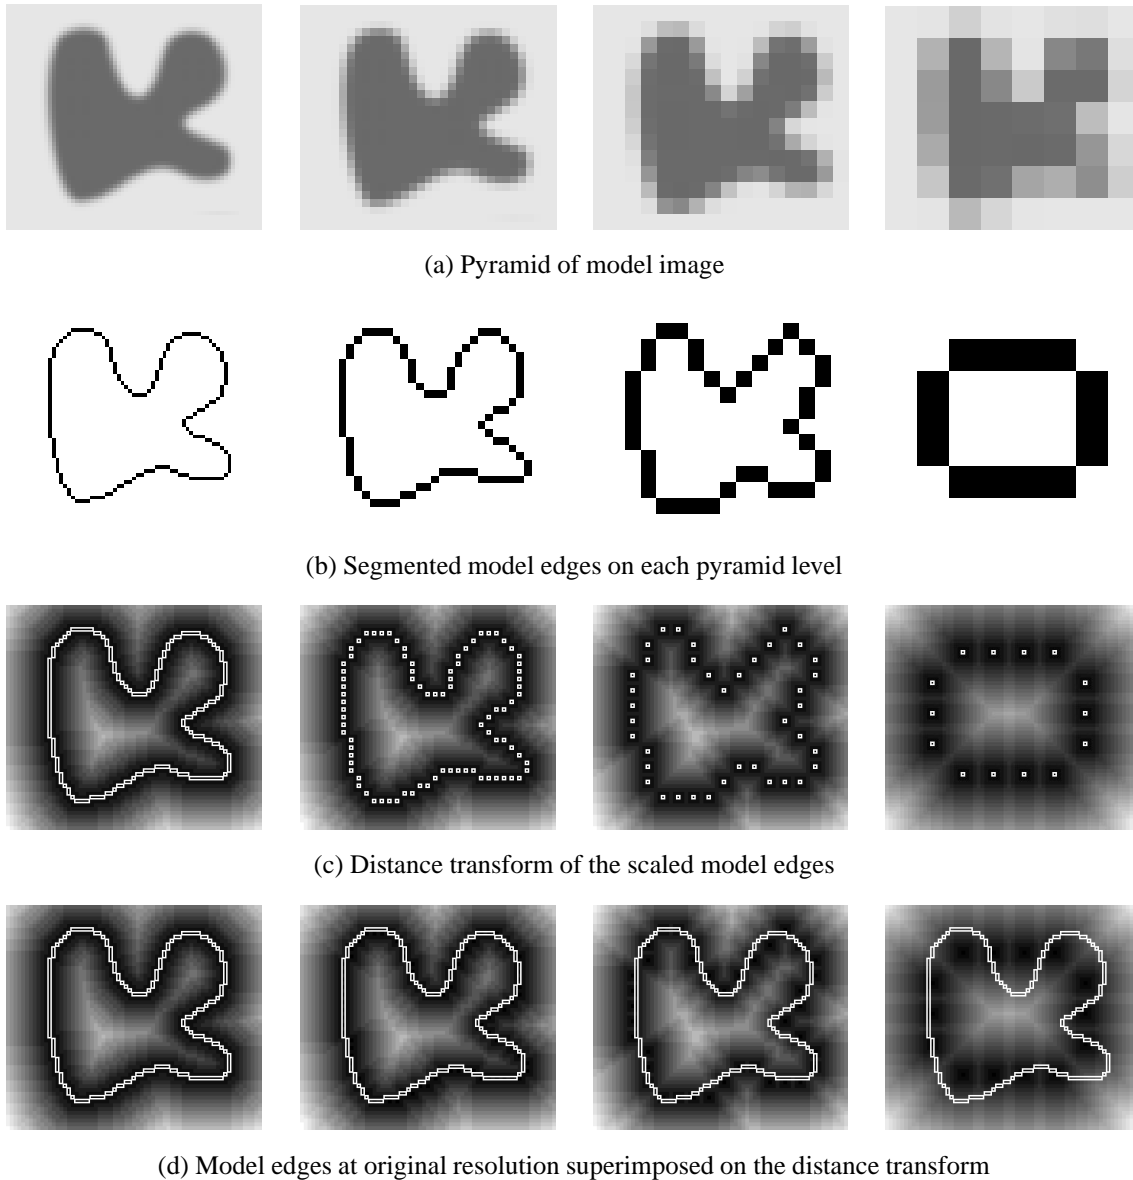 (a) Pyramid of model image
(b) Segmented model edges on each pyramid level
(c) Distance transform of the scaled model edges
(d) Model edges at original resolution superimposed on the distance transform